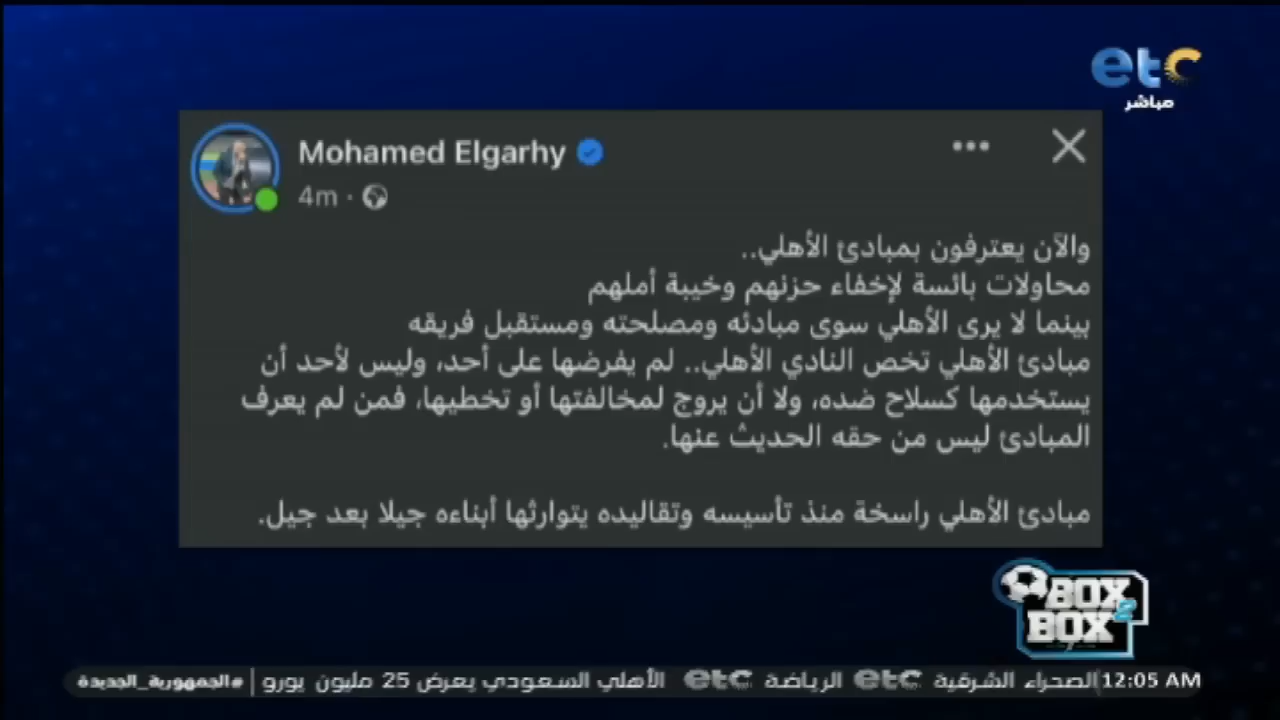 etc
مباشر
Mohamed Elgarhy
4m ·
والآن يعترفون بمبادئ الأهلي..
محاولات بائسة لإخفاء حزنهم وخيبة أملهم
بينما لا يرى الأهلي سوى مبادئه ومصلحته ومستقبل فريقه
مبادئ الأهلي تخص النادي الأهلي.. لم يفرضها على أحد، وليس لأحد أن
يستخدمها كسلاح ضده، ولا أن يروج لمخالفتها أو تخطيها، فمن لم يعرف
المبادئ ليس من حقه الحديث عنها.
مبادئ الأهلي راسخة منذ تأسيسه وتقاليده يتوارثها أبناءه جيلا بعد جيل.
BOX 2
BOX
12:05 AM الصحراء الشرقية etc الرياضة etc الأهلي السعودي يعرض 25 مليون يورو | #الجمهورية_الجديدة